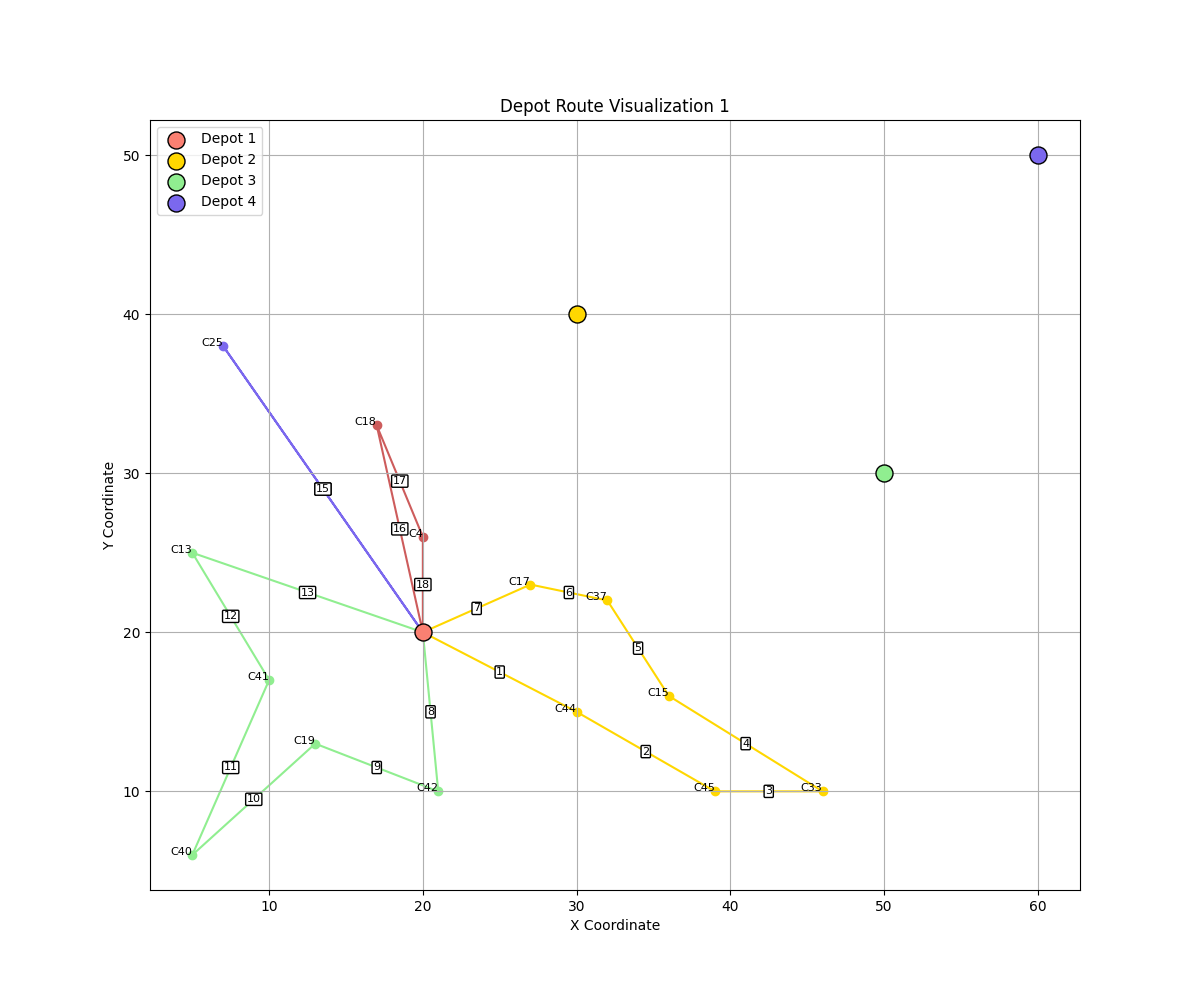 Depot Route Visualization 1
Depot 1
Depot 2
Depot 3
Depot 4
50
40
30
20
10
Y Coordinate
C25
C18
17
15
16
C4
C13
18
13
12
7
C17
6
C37
5
1
C41
8
C15
C44
C19
4
2
11
9
10
C42
C45
3
C33
C40
10
20
30
40
50
60
X Coordinate